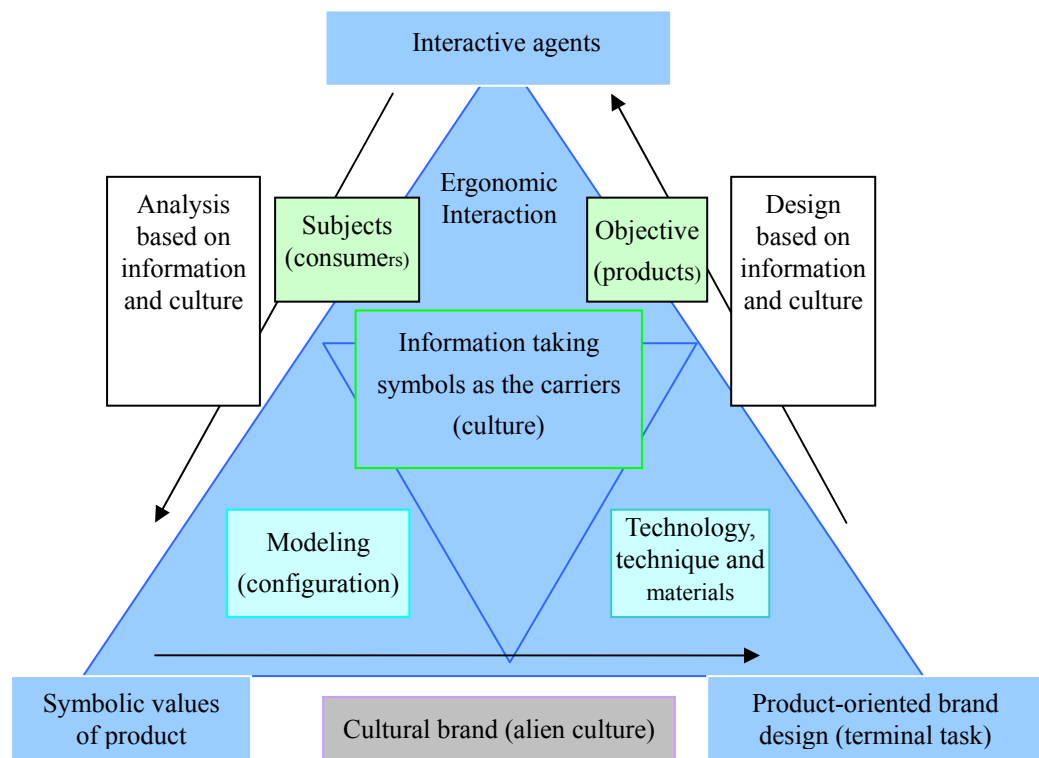 Interactive agents
Ergonomic
Interaction
Analysis
based on
information
and culture
Subjects
(consumers)
Objective
(products)
Design
based on
information
and culture
Information taking
symbols as the carriers
(culture)
Modeling
(configuration)
Technology,
technique and
materials
Symbolic values
of product
Cultural brand (alien culture)
Product-oriented brand
design (terminal task)